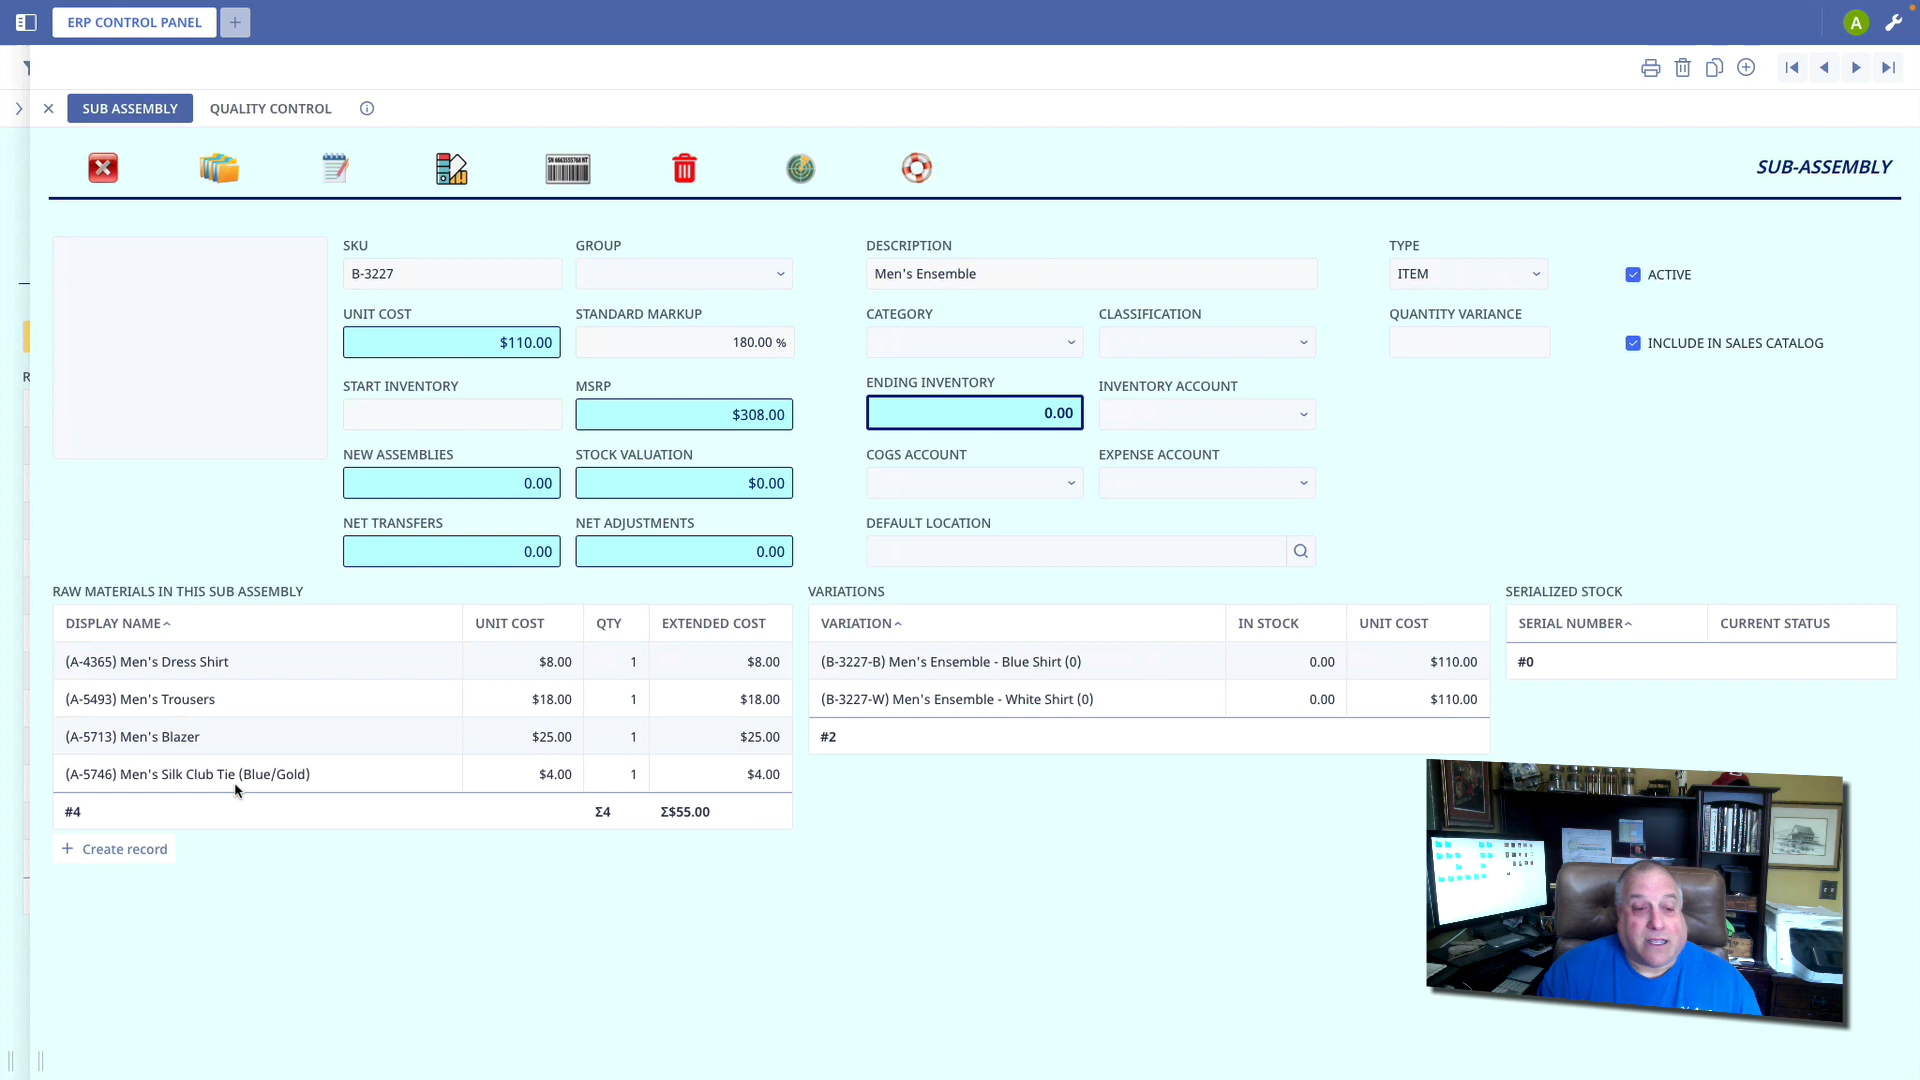 ERP CONTROL PANEL
A
SUB ASSEMBLY QUALITY CONTROL
SUB-ASSEMBLY
SKU GROUP DESCRIPTION TYPE
B-3227 Men's Ensemble ITEM ACTIVE
UNIT COST STANDARD MARKUP CATEGORY CLASSIFICATION QUANTITY VARIANCE
$110.00 180.00 % INCLUDE IN SALES CATALOG
START INVENTORY MSRP ENDING INVENTORY INVENTORY ACCOUNT
$308.00 0.00
NEW ASSEMBLIES STOCK VALUATION COGS ACCOUNT EXPENSE ACCOUNT
0.00 $0.00
NET TRANSFERS NET ADJUSTMENTS DEFAULT LOCATION
0.00 0.00
RAW MATERIALS IN THIS SUB ASSEMBLY VARIATIONS SERIALIZED STOCK
DISPLAY NAME UNIT COST QTY EXTENDED COST VARIATION IN STOCK UNIT COST SERIAL NUMBER CURRENT STATUS
(A-4365) Men's Dress Shirt $8.00 1 $8.00 (B-3227-B) Men's Ensemble - Blue Shirt (0) 0.00 $110.00 #0
(A-5493) Men's Trousers $18.00 1 $18.00 (B-3227-W) Men's Ensemble - White Shirt (0) 0.00 $110.00
(A-5713) Men's Blazer $25.00 1 $25.00 #2
(A-5746) Men's Silk Club Tie (Blue/Gold) $4.00 1 $4.00
#4 Σ4 Σ$55.00
+ Create record